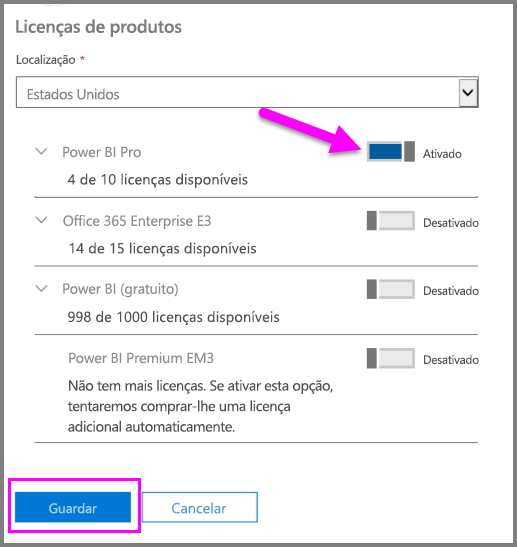 Licenças de produtos
Localização *
Estados Unidos
Power BI Pro
Ativado
4 de 10 licenças disponíveis
Office 365 Enterprise E3
Desativado
14 de 15 licenças disponíveis
Power BI (gratuito)
Desativado
998 de 1000 licenças disponíveis
Power BI Premium EM3
Desativado
Não tem mais licenças. Se ativar esta opção,
tentaremos comprar-lhe uma licença
adicional automaticamente.
Guardar
Cancelar